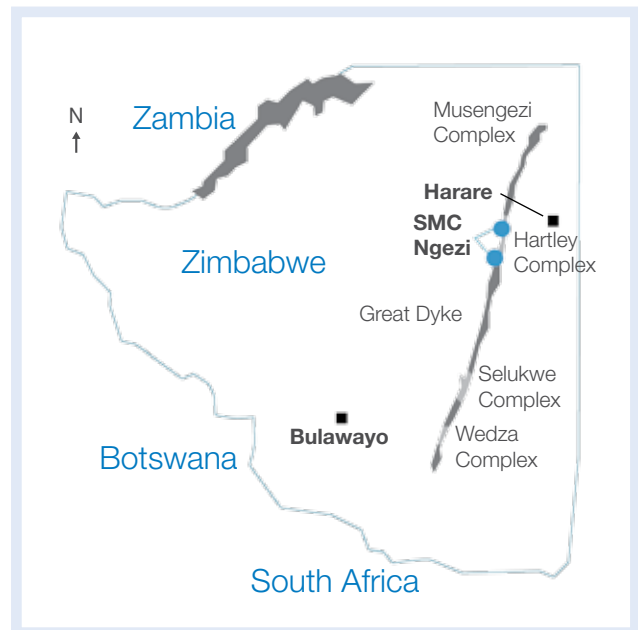 N
Zambia
Musengezi
Complex
Harare
SMC
Ngezi
Hartley
Complex
Zimbabwe
Great Dyke
Selukwe
Complex
Bulawayo
Wedza
Complex
Botswana
South Africa